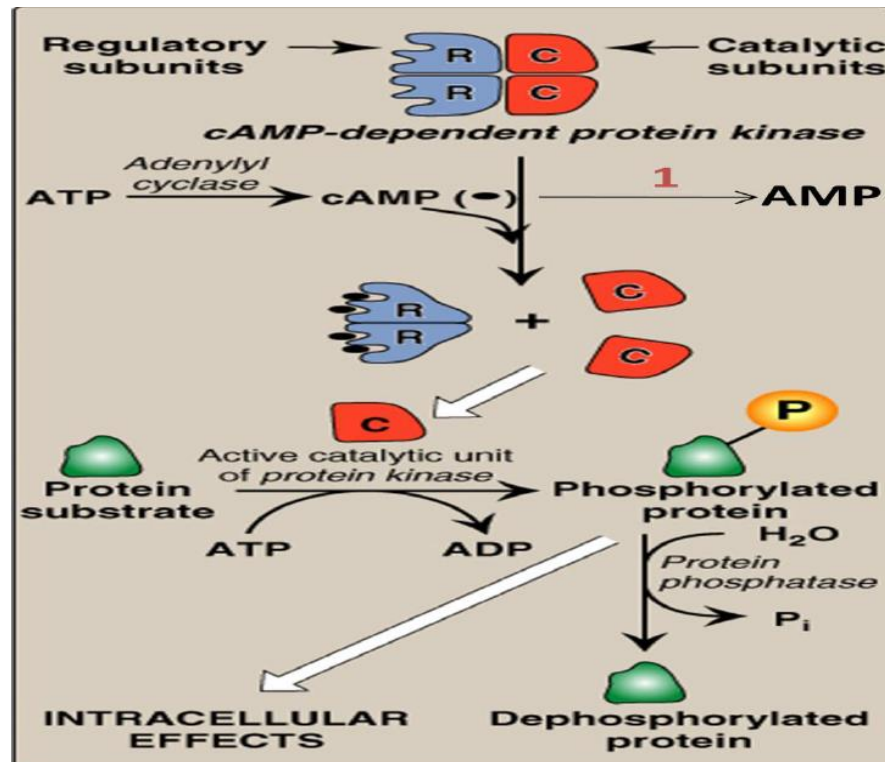 Regulatory
subunits
R
C
R
C
Catalytic
subunits
cAMP-dependent protein kinase
Adenylyl
cyclase
ATP
cAMP (●)
1
AMP
R
R
+
C
C
C
Active catalytic unit
of protein kinase
P
Protein
substrate
Phosphorylated
protein
ATP
ADP
H₂O
Protein
phosphatase
Pᵢ
INTRACELLULAR
EFFECTS
Dephosphorylated
protein